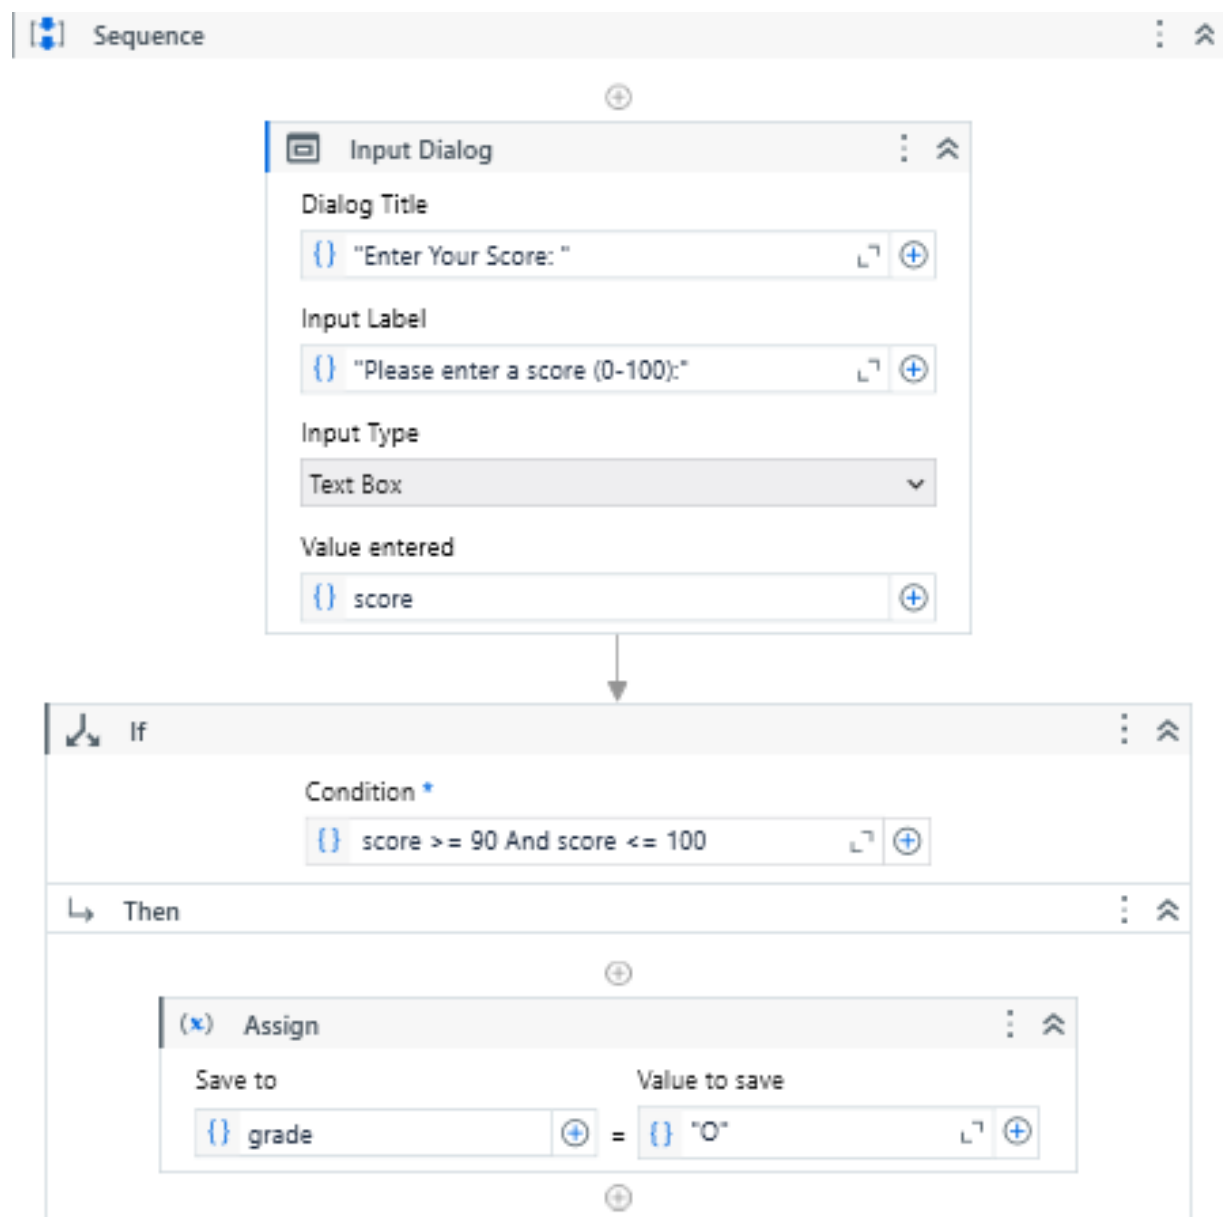 Sequence
Input Dialog
Dialog Title
"Enter Your Score: "
Input Label
"Please enter a score (0-100):"
Input Type
Text Box
Value entered
score
If
Condition *
score >= 90 And score <= 100
Then
Assign
Save to Value to save
grade = "O"